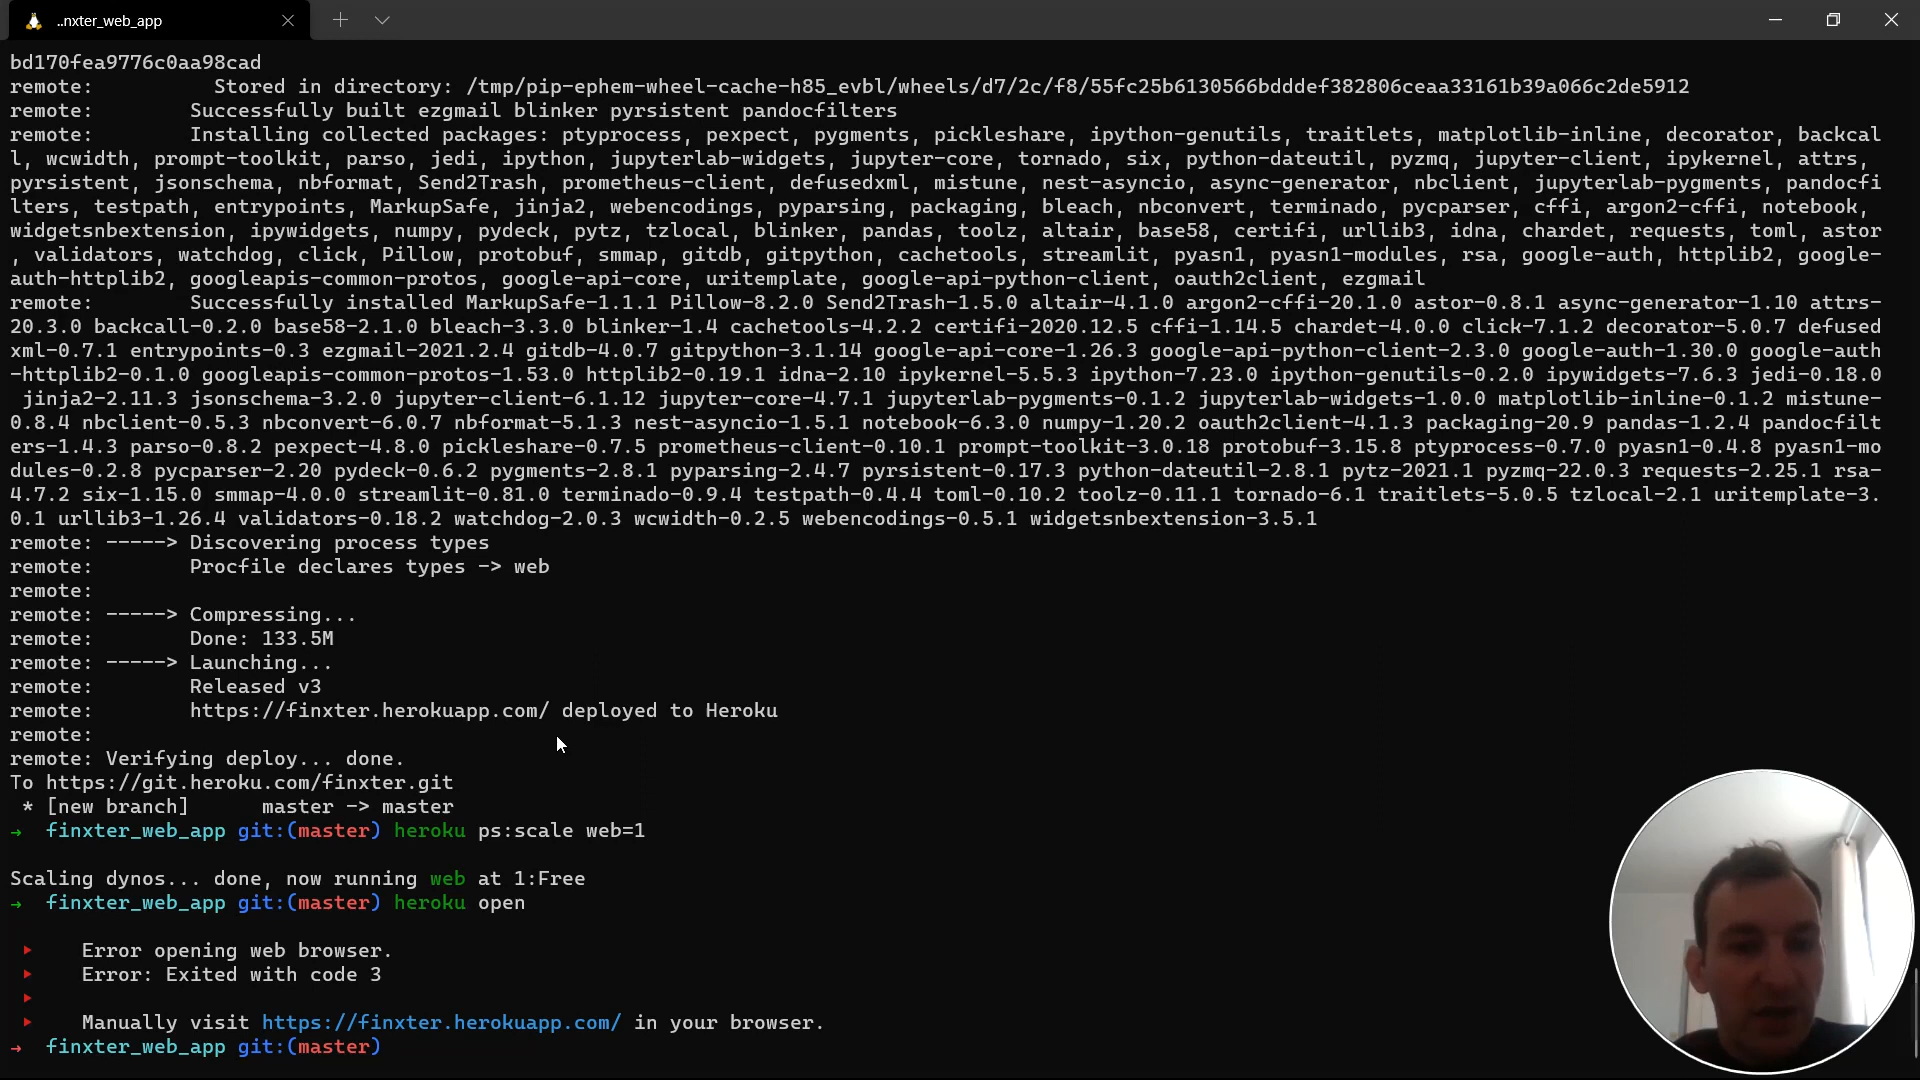 ..nxter_web_app
bd170fea9776c0aa98cad
remote:          Stored in directory: /tmp/pip-ephem-wheel-cache-h85_evbl/wheels/d7/2c/f8/55fc25b6130566bdddef382806ceaa33161b39a066c2de5912
remote:        Successfully built ezgmail blinker pyrsistent pandocfilters
remote:        Installing collected packages: ptyprocess, pexpect, pygments, pickleshare, ipython-genutils, traitlets, matplotlib-inline, decorator, backcal
l, wcwidth, prompt-toolkit, parso, jedi, ipython, jupyterlab-widgets, jupyter-core, tornado, six, python-dateutil, pyzmq, jupyter-client, ipykernel, attrs,
pyrsistent, jsonschema, nbformat, Send2Trash, prometheus-client, defusedxml, mistune, nest-asyncio, async-generator, nbclient, jupyterlab-pygments, pandocfi
lters, testpath, entrypoints, MarkupSafe, jinja2, webencodings, pyparsing, packaging, bleach, nbconvert, terminado, pycparser, cffi, argon2-cffi, notebook,
widgetsnbextension, ipywidgets, numpy, pydeck, pytz, tzlocal, blinker, pandas, toolz, altair, base58, certifi, urllib3, idna, chardet, requests, toml, astor
, validators, watchdog, click, Pillow, protobuf, smmap, gitdb, gitpython, cachetools, streamlit, pyasn1, pyasn1-modules, rsa, google-auth, httplib2, google-
auth-httplib2, googleapis-common-protos, google-api-core, uritemplate, google-api-python-client, oauth2client, ezgmail
remote:        Successfully installed MarkupSafe-1.1.1 Pillow-8.2.0 Send2Trash-1.5.0 altair-4.1.0 argon2-cffi-20.1.0 astor-0.8.1 async-generator-1.10 attrs-
20.3.0 backcall-0.2.0 base58-2.1.0 bleach-3.3.0 blinker-1.4 cachetools-4.2.2 certifi-2020.12.5 cffi-1.14.5 chardet-4.0.0 click-7.1.2 decorator-5.0.7 defused
xml-0.7.1 entrypoints-0.3 ezgmail-2021.2.4 gitdb-4.0.7 gitpython-3.1.14 google-api-core-1.26.3 google-api-python-client-2.3.0 google-auth-1.30.0 google-auth
-httplib2-0.1.0 googleapis-common-protos-1.53.0 httplib2-0.19.1 idna-2.10 ipykernel-5.5.3 ipython-7.23.0 ipython-genutils-0.2.0 ipywidgets-7.6.3 jedi-0.18.0
 jinja2-2.11.3 jsonschema-3.2.0 jupyter-client-6.1.12 jupyter-core-4.7.1 jupyterlab-pygments-0.1.2 jupyterlab-widgets-1.0.0 matplotlib-inline-0.1.2 mistune-
0.8.4 nbclient-0.5.3 nbconvert-6.0.7 nbformat-5.1.3 nest-asyncio-1.5.1 notebook-6.3.0 numpy-1.20.2 oauth2client-4.1.3 packaging-20.9 pandas-1.2.4 pandocfilt
ers-1.4.3 parso-0.8.2 pexpect-4.8.0 pickleshare-0.7.5 prometheus-client-0.10.1 prompt-toolkit-3.0.18 protobuf-3.15.8 ptyprocess-0.7.0 pyasn1-0.4.8 pyasn1-mo
dules-0.2.8 pycparser-2.20 pydeck-0.6.2 pygments-2.8.1 pyparsing-2.4.7 pyrsistent-0.17.3 python-dateutil-2.8.1 pytz-2021.1 pyzmq-22.0.3 requests-2.25.1 rsa-
4.7.2 six-1.15.0 smmap-4.0.0 streamlit-0.81.0 terminado-0.9.4 testpath-0.4.4 toml-0.10.2 toolz-0.11.1 tornado-6.1 traitlets-5.0.5 tzlocal-2.1 uritemplate-3.
0.1 urllib3-1.26.4 validators-0.18.2 watchdog-2.0.3 wcwidth-0.2.5 webencodings-0.5.1 widgetsnbextension-3.5.1
remote: -----> Discovering process types
remote:        Procfile declares types -> web
remote:
remote: -----> Compressing...
remote:        Done: 133.5M
remote: -----> Launching...
remote:        Released v3
remote:        https://finxter.herokuapp.com/ deployed to Heroku
remote:
remote: Verifying deploy... done.
To https://git.heroku.com/finxter.git
 * [new branch]      master -> master
→  finxter_web_app git:(master) heroku ps:scale web=1
Scaling dynos... done, now running web at 1:Free
→  finxter_web_app git:(master) heroku open
▸    Error opening web browser.
▸    Error: Exited with code 3
▸
▸    Manually visit https://finxter.herokuapp.com/ in your browser.
→  finxter_web_app git:(master)